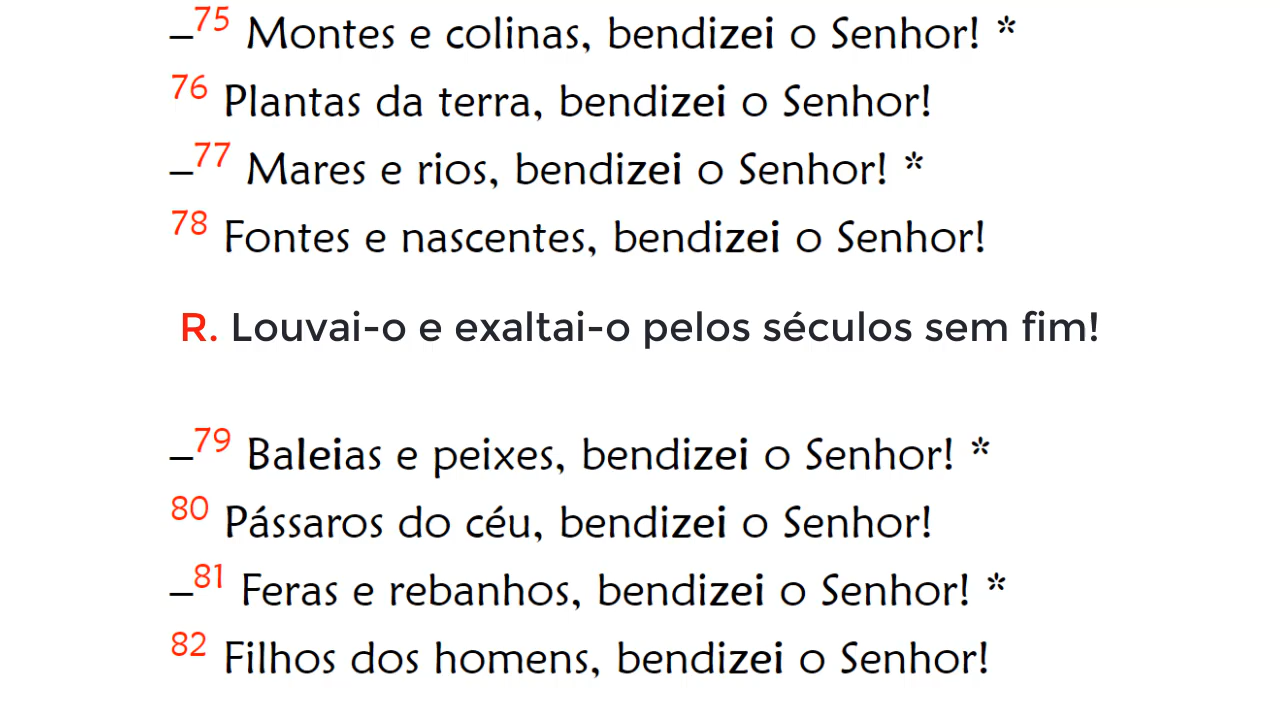 –75 Montes e colinas, bendizei o Senhor! *
76 Plantas da terra, bendizei o Senhor!
–77 Mares e rios, bendizei o Senhor! *
78 Fontes e nascentes, bendizei o Senhor!
R. Louvai-o e exaltai-o pelos séculos sem fim!
–79 Baleias e peixes, bendizei o Senhor! *
80 Pássaros do céu, bendizei o Senhor!
–81 Feras e rebanhos, bendizei o Senhor! *
82 Filhos dos homens, bendizei o Senhor!